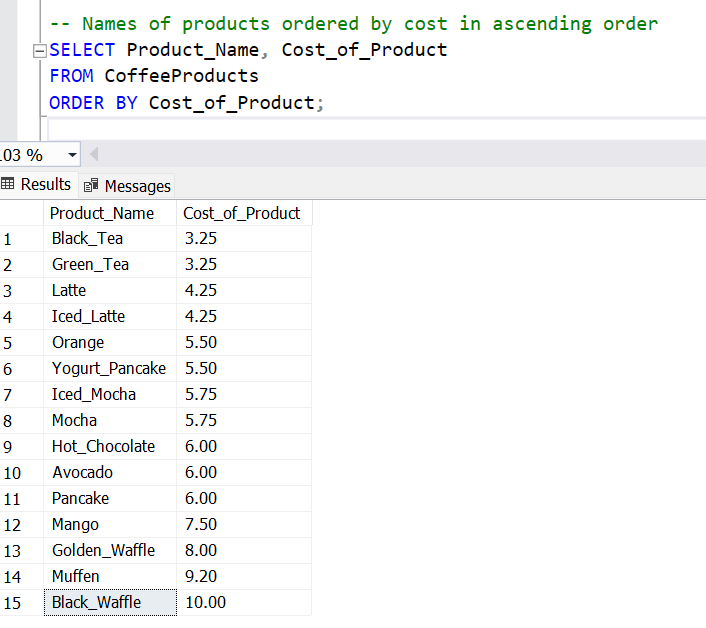 -- Names of products ordered by cost in ascending order
SELECT Product_Name, Cost_of_Product
FROM CoffeeProducts
ORDER BY Cost_of_Product;
103 %
Results Messages
Product_Name Cost_of_Product
1 Black_Tea 3.25
2 Green_Tea 3.25
3 Latte 4.25
4 Iced_Latte 4.25
5 Orange 5.50
6 Yogurt_Pancake 5.50
7 Iced_Mocha 5.75
8 Mocha 5.75
9 Hot_Chocolate 6.00
10 Avocado 6.00
11 Pancake 6.00
12 Mango 7.50
13 Golden_Waffle 8.00
14 Muffen 9.20
15 Black_Waffle 10.00